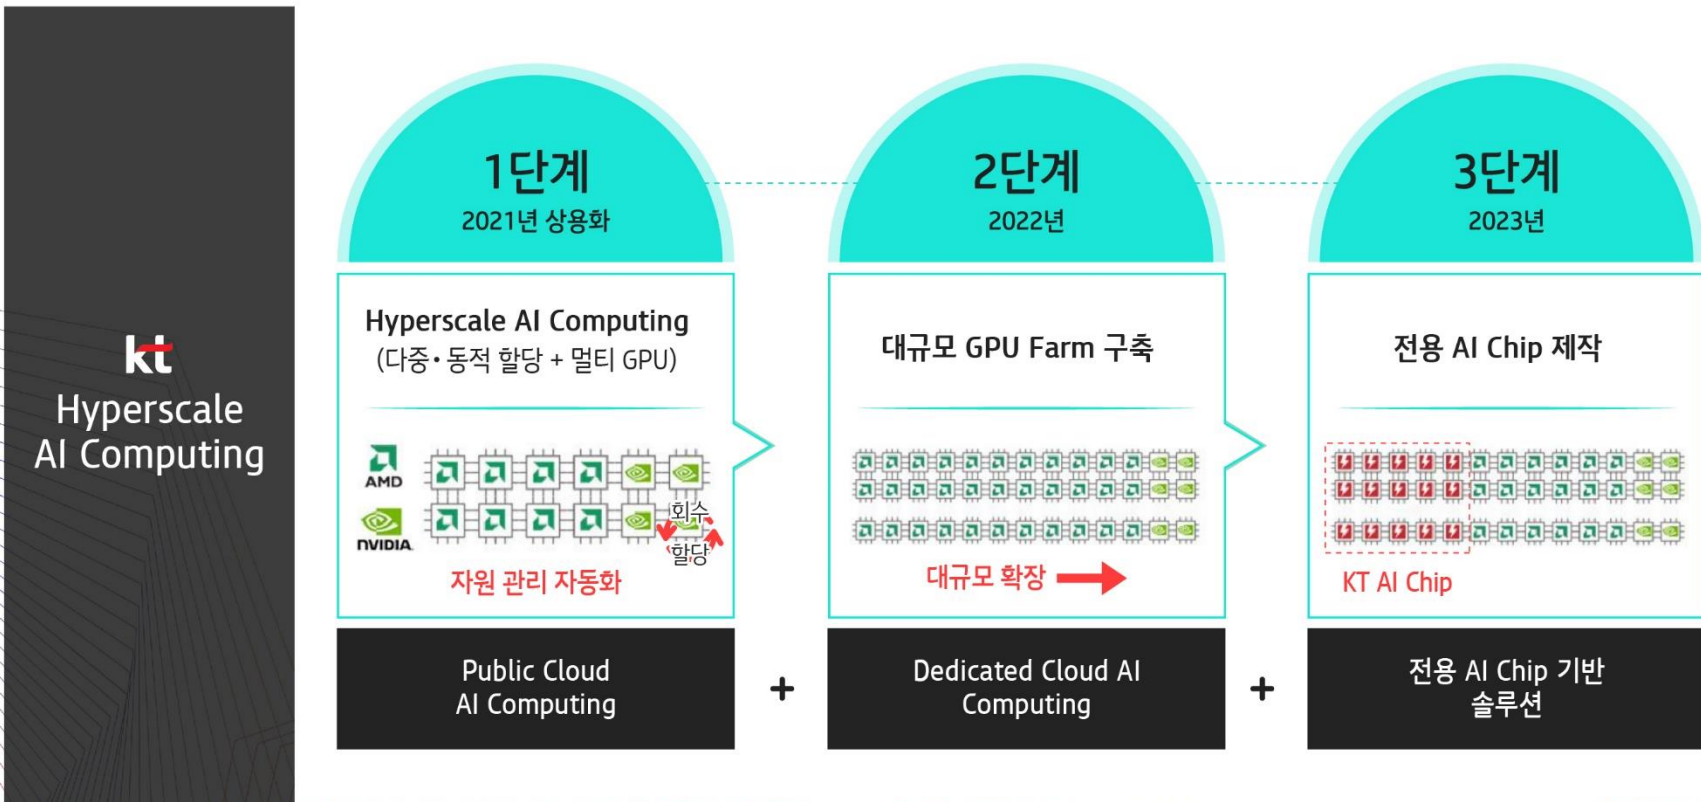 kt
Hyperscale
AI Computing
1단계
2021년 상용화
Hyperscale AI Computing
(다중•동적 할당 + 멀티 GPU)
AMD
NVIDIA
회수
할당
자원 관리 자동화
Public Cloud
AI Computing
+
2단계
2022년
대규모 GPU Farm 구축
대규모 확장
Dedicated Cloud AI
Computing
+
3단계
2023년
전용 AI Chip 제작
KT AI Chip
전용 AI Chip 기반
솔루션